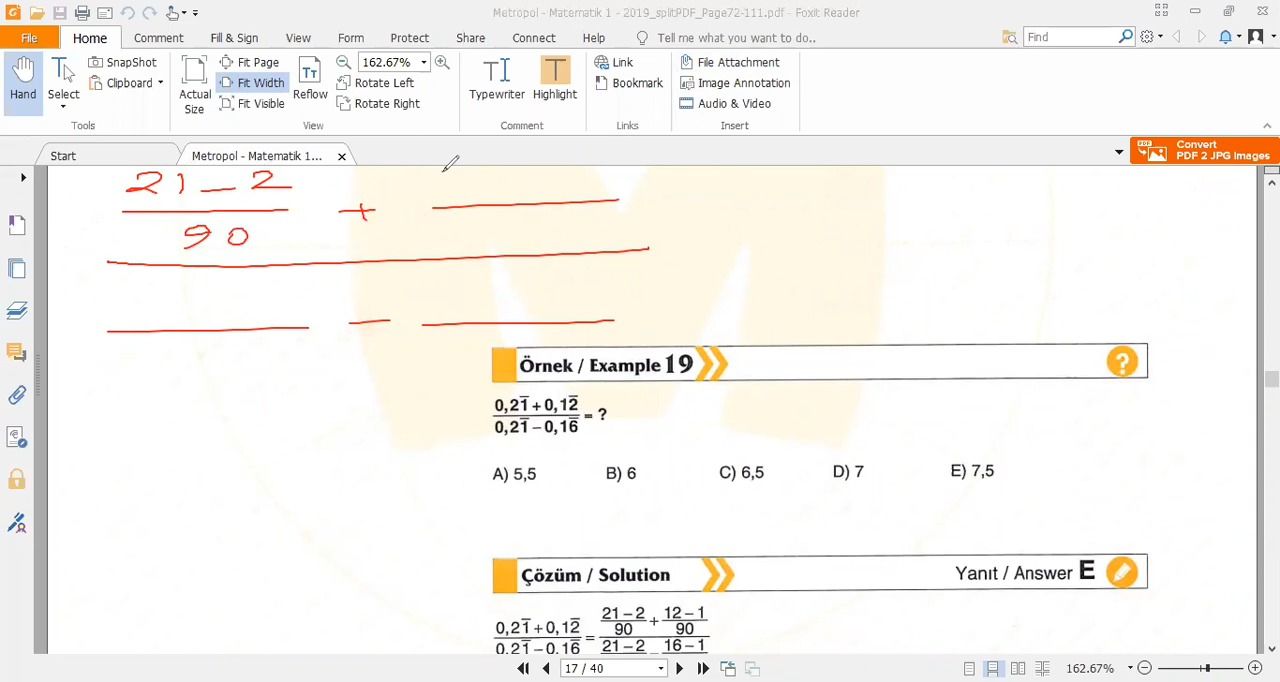 Metropol - Matematik 1 - 2019_splitPDF_Page72-111.pdf - Foxit Reader
File Home Comment Fill & Sign View Form Protect Share Connect Help Tell me what you want to do.. Find
Hand
Select
SnapShot
Clipboard
Tools
Actual Size
Fit Page
Fit Width
Fit Visible
Reflow
162.67%
Rotate Left
Rotate Right
View
Typewriter
Highlight
Comment
Link
Bookmark
Links
File Attachment
Image Annotation
Audio & Video
Insert
Start Metropol - Matematik 1...
Convert
PDF 2 JPG Images
21 - 2
+
90
-
Örnek / Example 19 ?
0,21̅ + 0,12̅
= ?
0,21̅ - 0,16̅
A) 5,5 B) 6 C) 6,5 D) 7 E) 7,5
Çözüm / Solution Yanıt / Answer E
0,21̅ + 0,12̅
0,21̅ - 0,16̅
=
21 - 2
90
+
12 - 1
90
21 - 2
16 - 1
17 / 40 162.67%